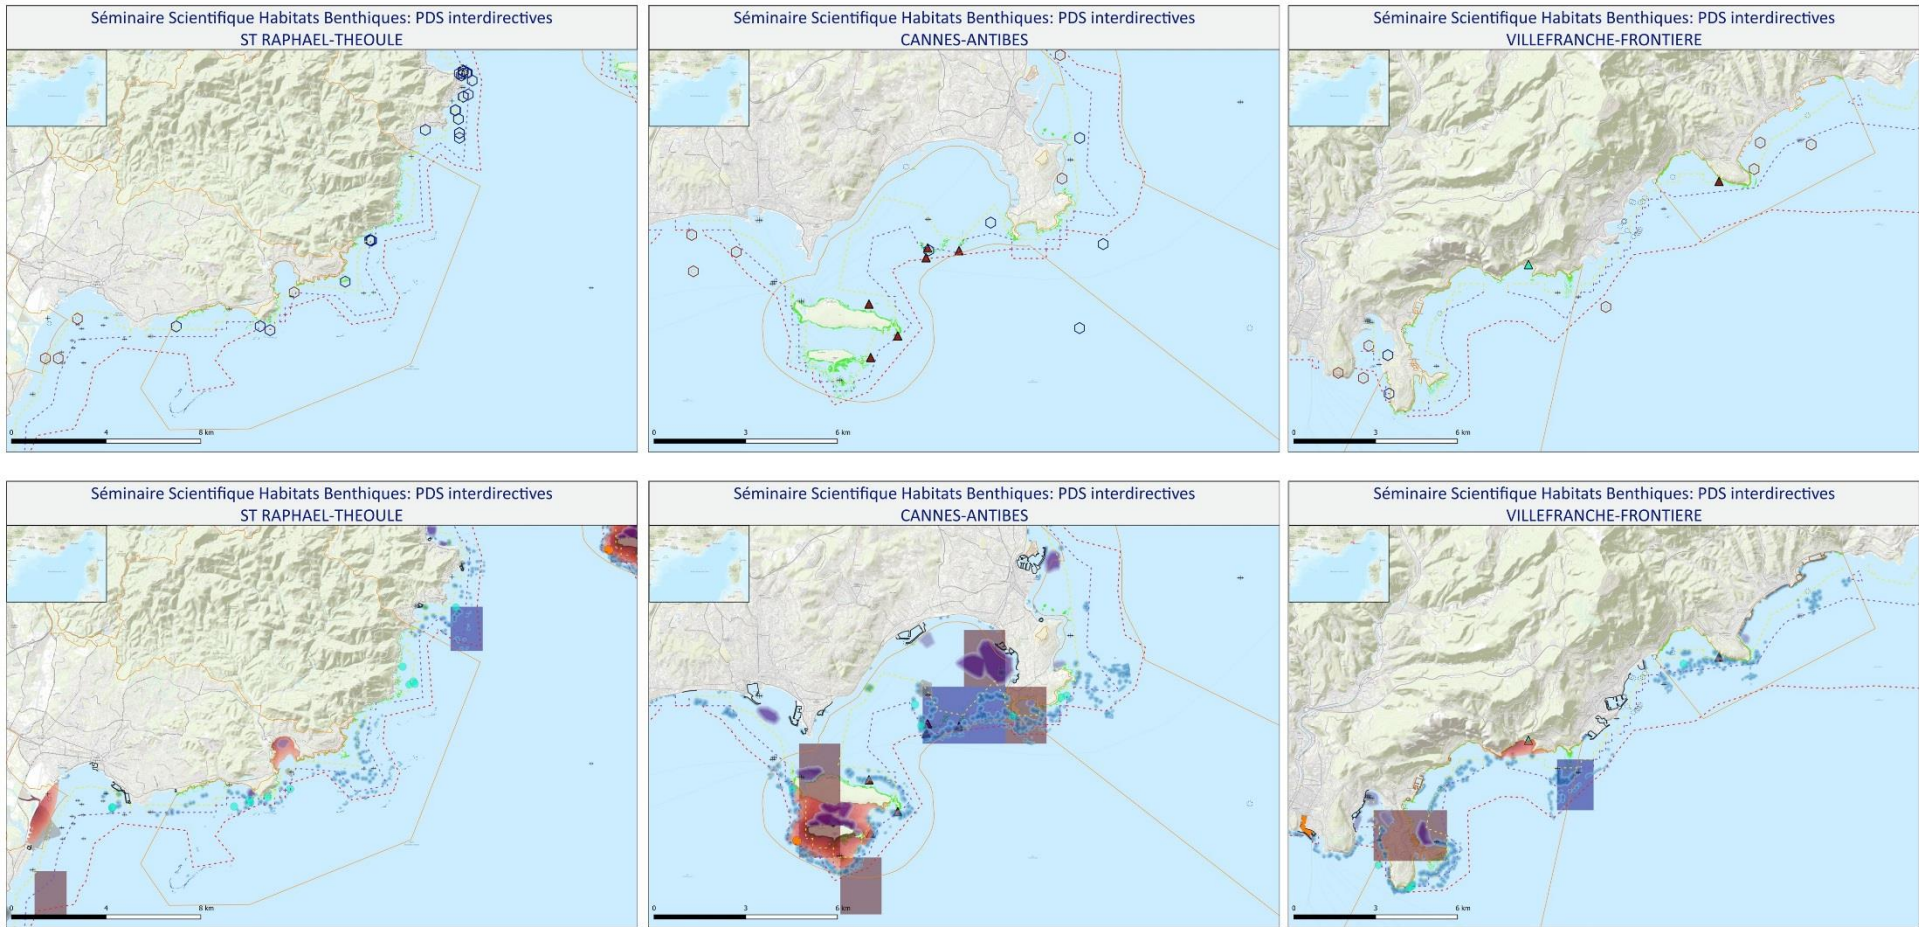 Séminaire Scientifique Habitats Benthiques: PDS interdirectives
ST RAPHAEL-THEOULE
0 4 8 km
Séminaire Scientifique Habitats Benthiques: PDS interdirectives
CANNES-ANTIBES
0 3 6 km
Séminaire Scientifique Habitats Benthiques: PDS interdirectives
VILLEFRANCHE-FRONTIERE
0 3 6 km
Séminaire Scientifique Habitats Benthiques: PDS interdirectives
ST RAPHAEL-THEOULE
0 4 8 km
Séminaire Scientifique Habitats Benthiques: PDS interdirectives
CANNES-ANTIBES
0 3 6 km
Séminaire Scientifique Habitats Benthiques: PDS interdirectives
VILLEFRANCHE-FRONTIERE
0 3 6 km